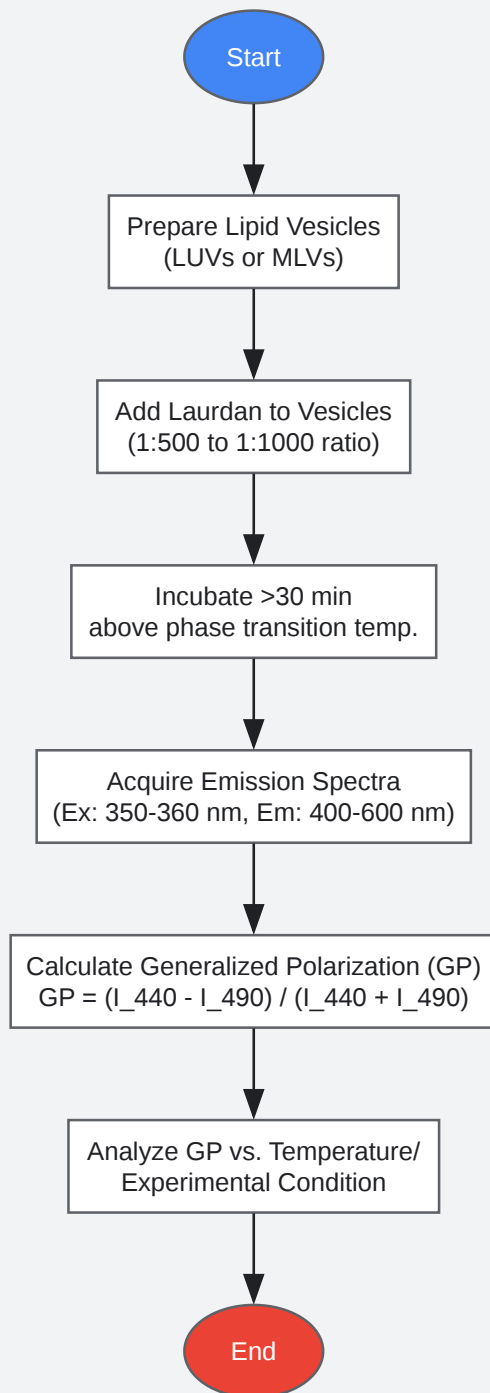 Start
Prepare Lipid Vesicles
(LUVs or MLVs)
Add Laurdan to Vesicles
(1:500 to 1:1000 ratio)
Incubate >30 min
above phase transition temp.
Acquire Emission Spectra
(Ex: 350-360 nm, Em: 400-600 nm)
Calculate Generalized Polarization (GP)
GP = (I_440 - I_490) / (I_440 + I_490)
Analyze GP vs. Temperature/
Experimental Condition
End